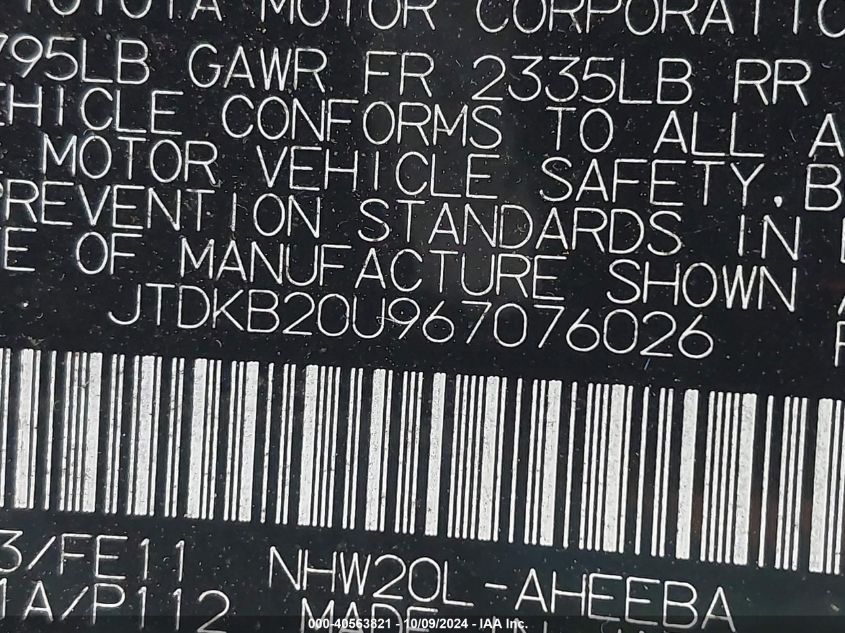 TOYOTA MOTOR CORPORATIO
795LB GAWR FR 2335LB RR
EHICLE CONFORMS TO ALL A
MOTOR VEHICLE SAFETY, B
REVENTION STANDARDS IN
E OF MANUFACTURE SHOWN
JTDKB20U967076026
3/FE11 NHW20L-AHEEBA
1A/P112 MADE
000-40563821 - 10/09/2024 - IAA Inc.